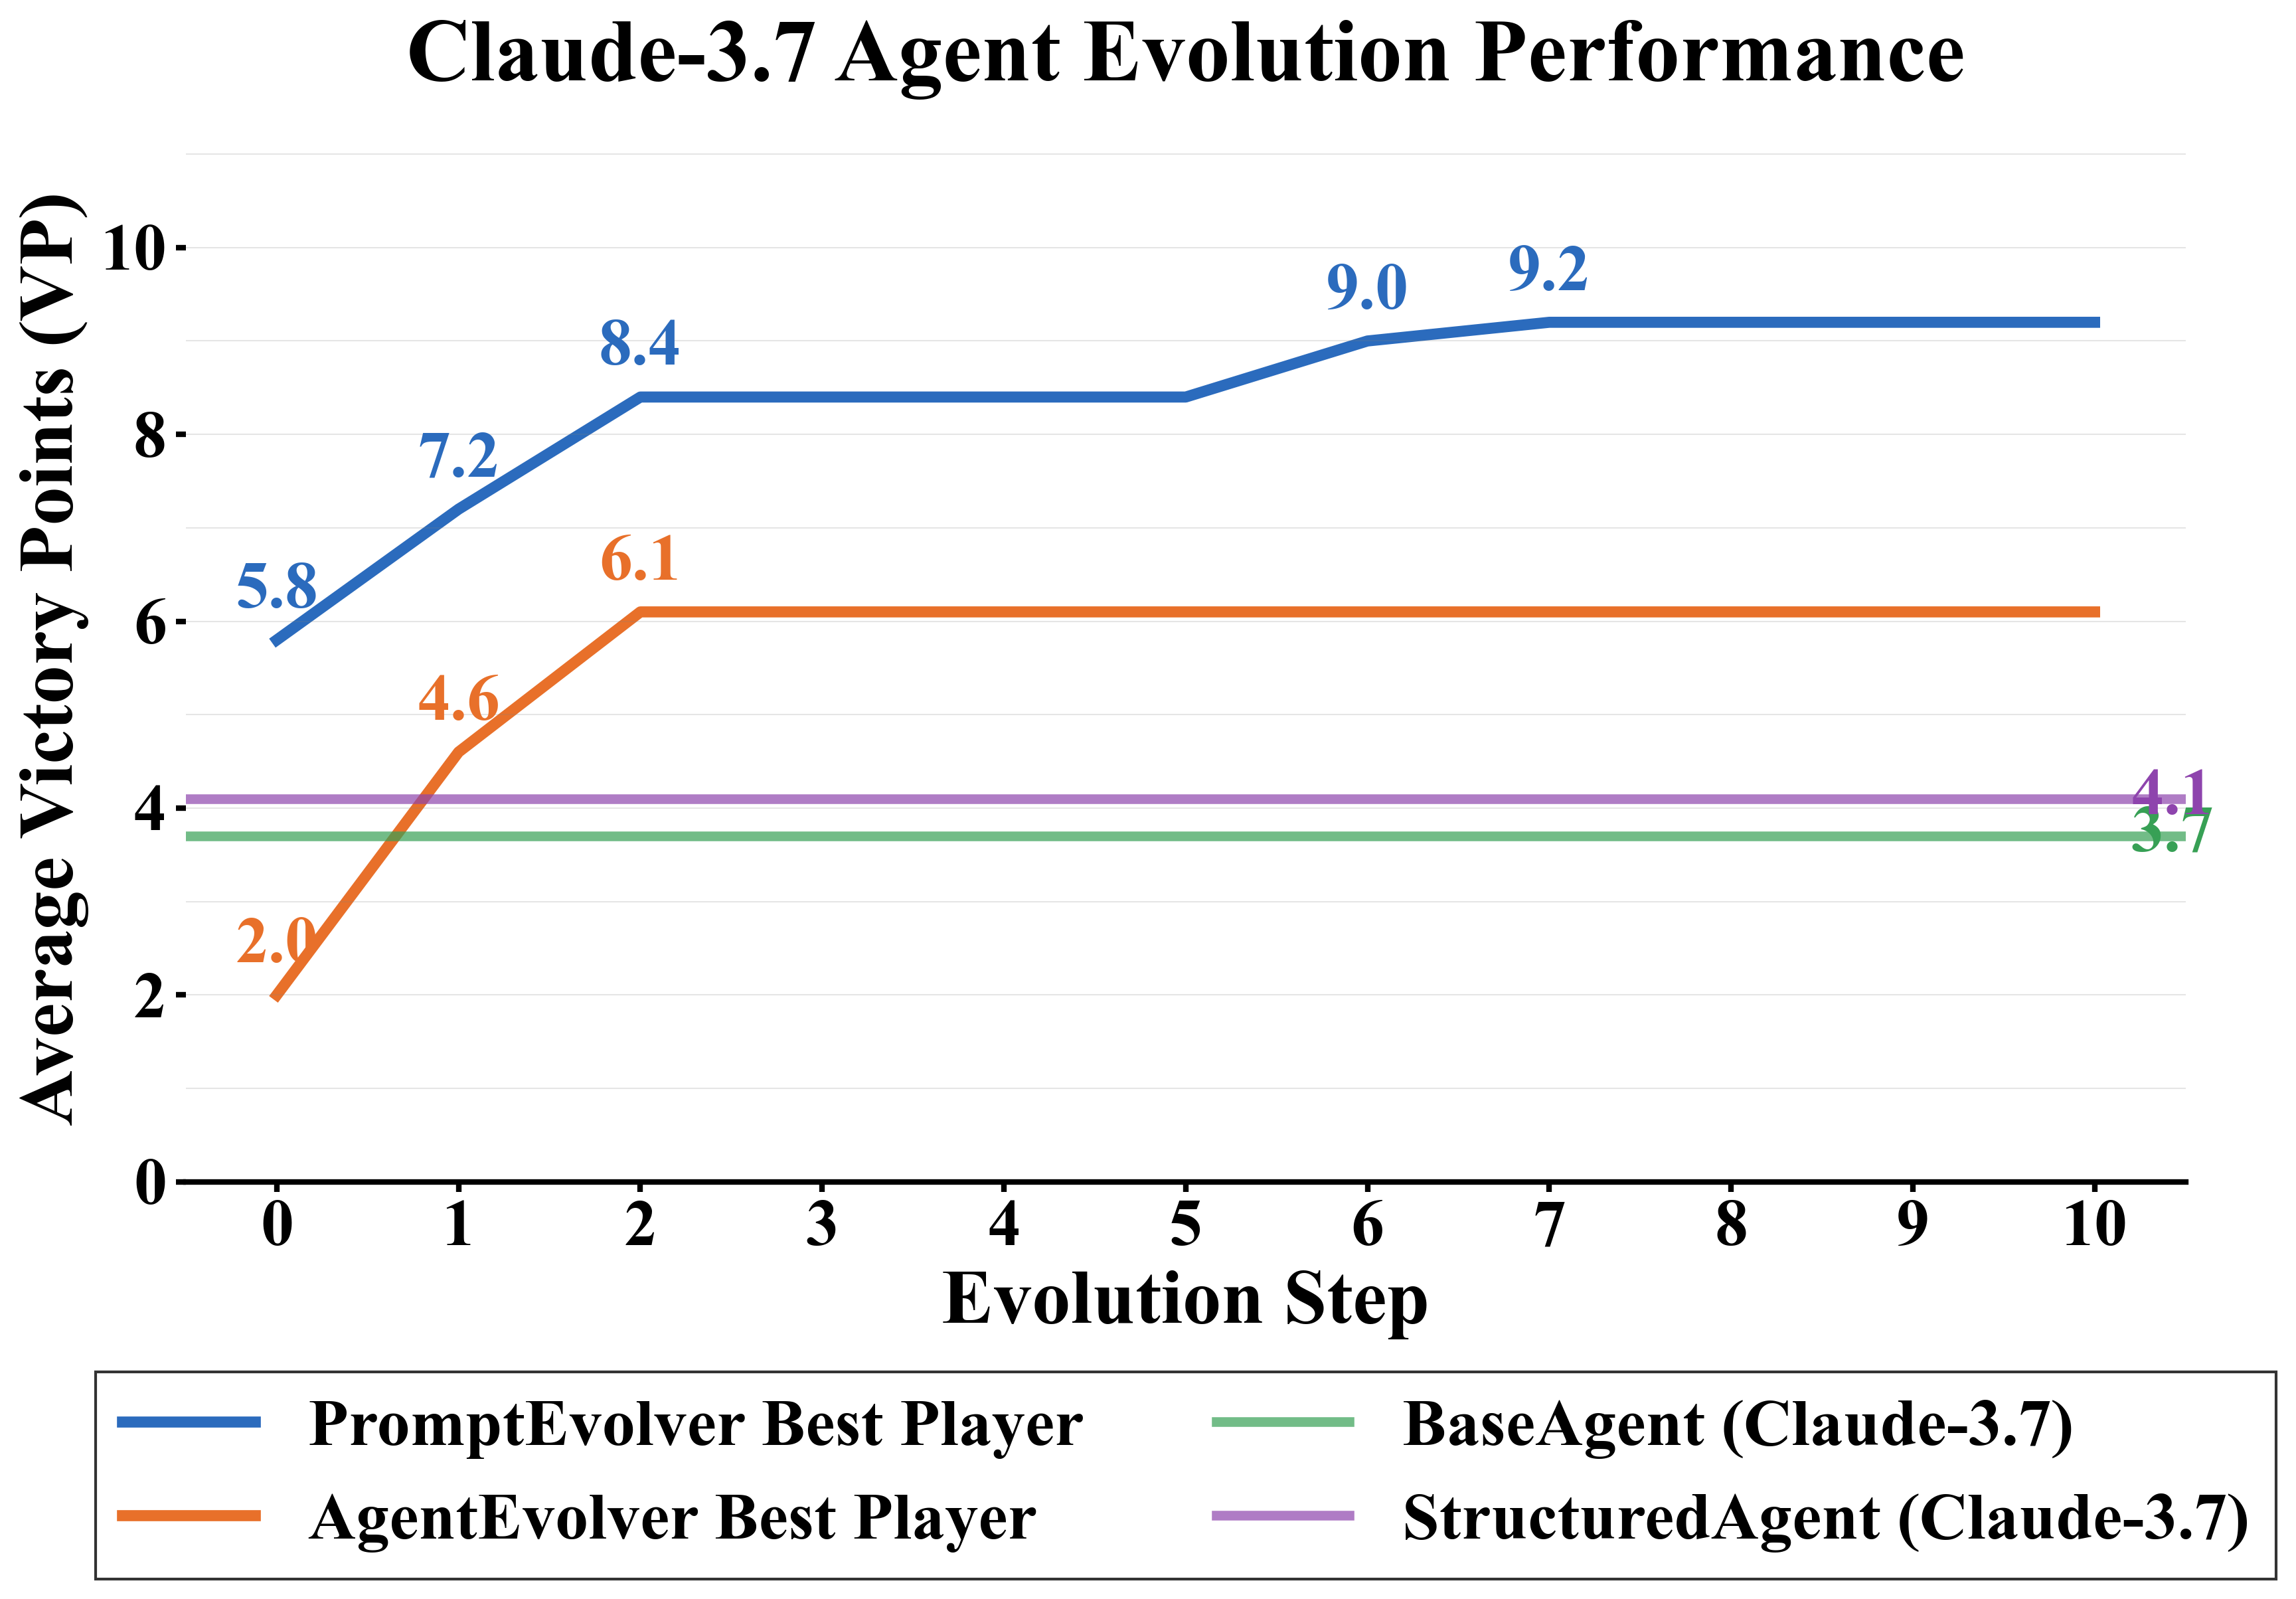 Claude-3.7 Agent Evolution Performance
Average Victory Points (VP)
10
8
6
4
2
0
5.8
7.2
8.4
9.0
9.2
2.0
4.6
6.1
4.1
3.7
0 1 2 3 4 5 6 7 8 9 10
Evolution Step
PromptEvolver Best Player
AgentEvolver Best Player
BaseAgent (Claude-3.7)
StructuredAgent (Claude-3.7)